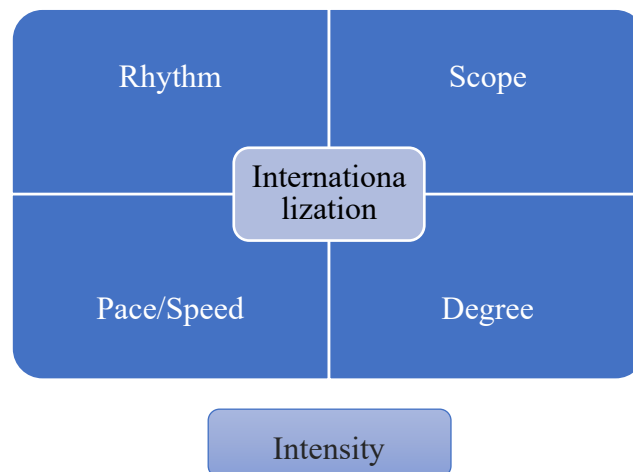 Rhythm
Scope
Internationa
lization
Pace/Speed
Degree
Intensity